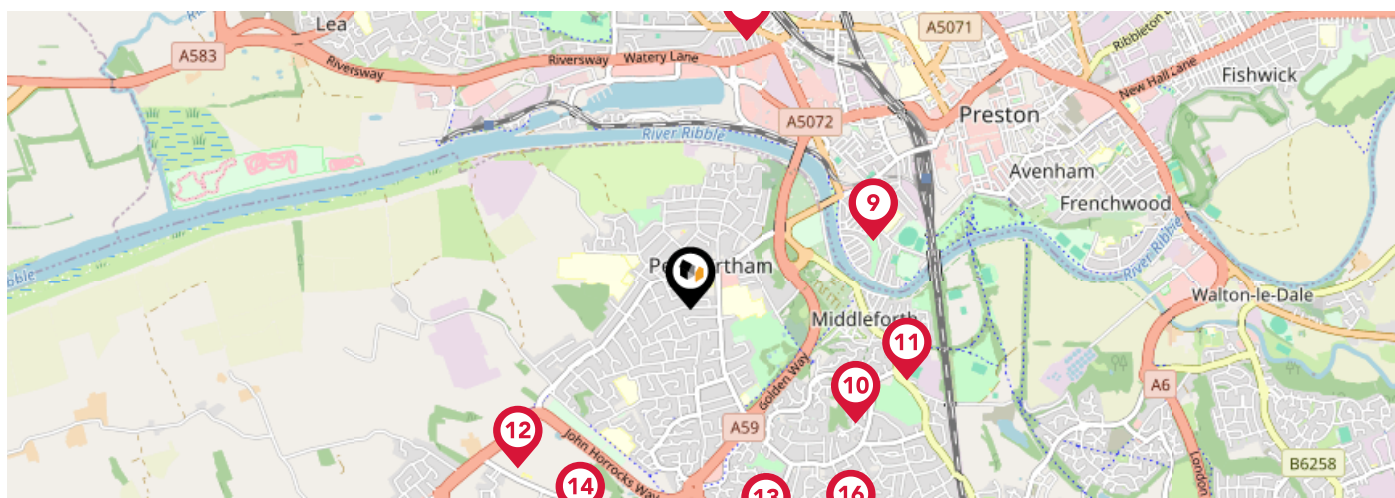 Lea
A5071
Ribbleton
A583
Riversway
Riversway
Watery Lane
New Hall Lane
Fishwick
Preston
A5072
River Ribble
Avenham
Frenchwood
9
River Ribble
Ribble
Walton-le-Dale
Middleforth
11
10
Golden Way
A6
A59
12
John Horrocks Way
London
B6258
14
13
16